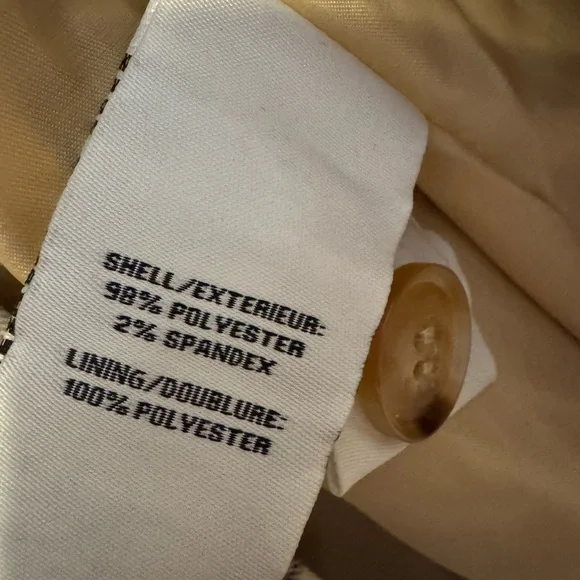 SHELL/EXTERIEUR:
98% POLYESTER
2% SPANDEX
LINING/DOUBLURE:
100% POLYESTER